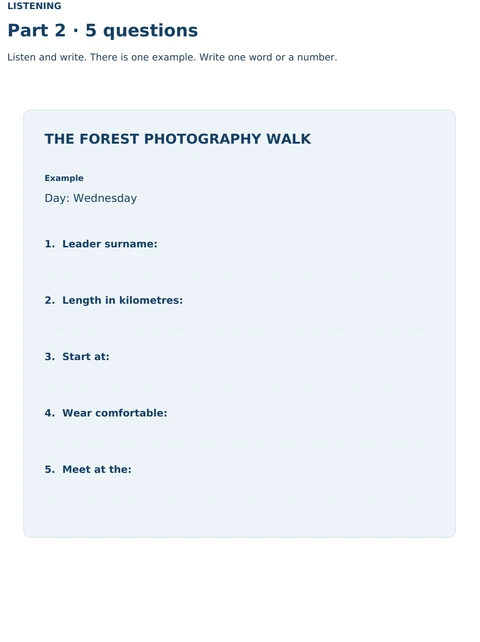 LISTENING
Part 2 · 5 questions
Listen and write. There is one example. Write one word or a number.
THE FOREST PHOTOGRAPHY WALK
Example
Day: Wednesday
1. Leader surname:
2. Length in kilometres:
3. Start at:
4. Wear comfortable:
5. Meet at the: